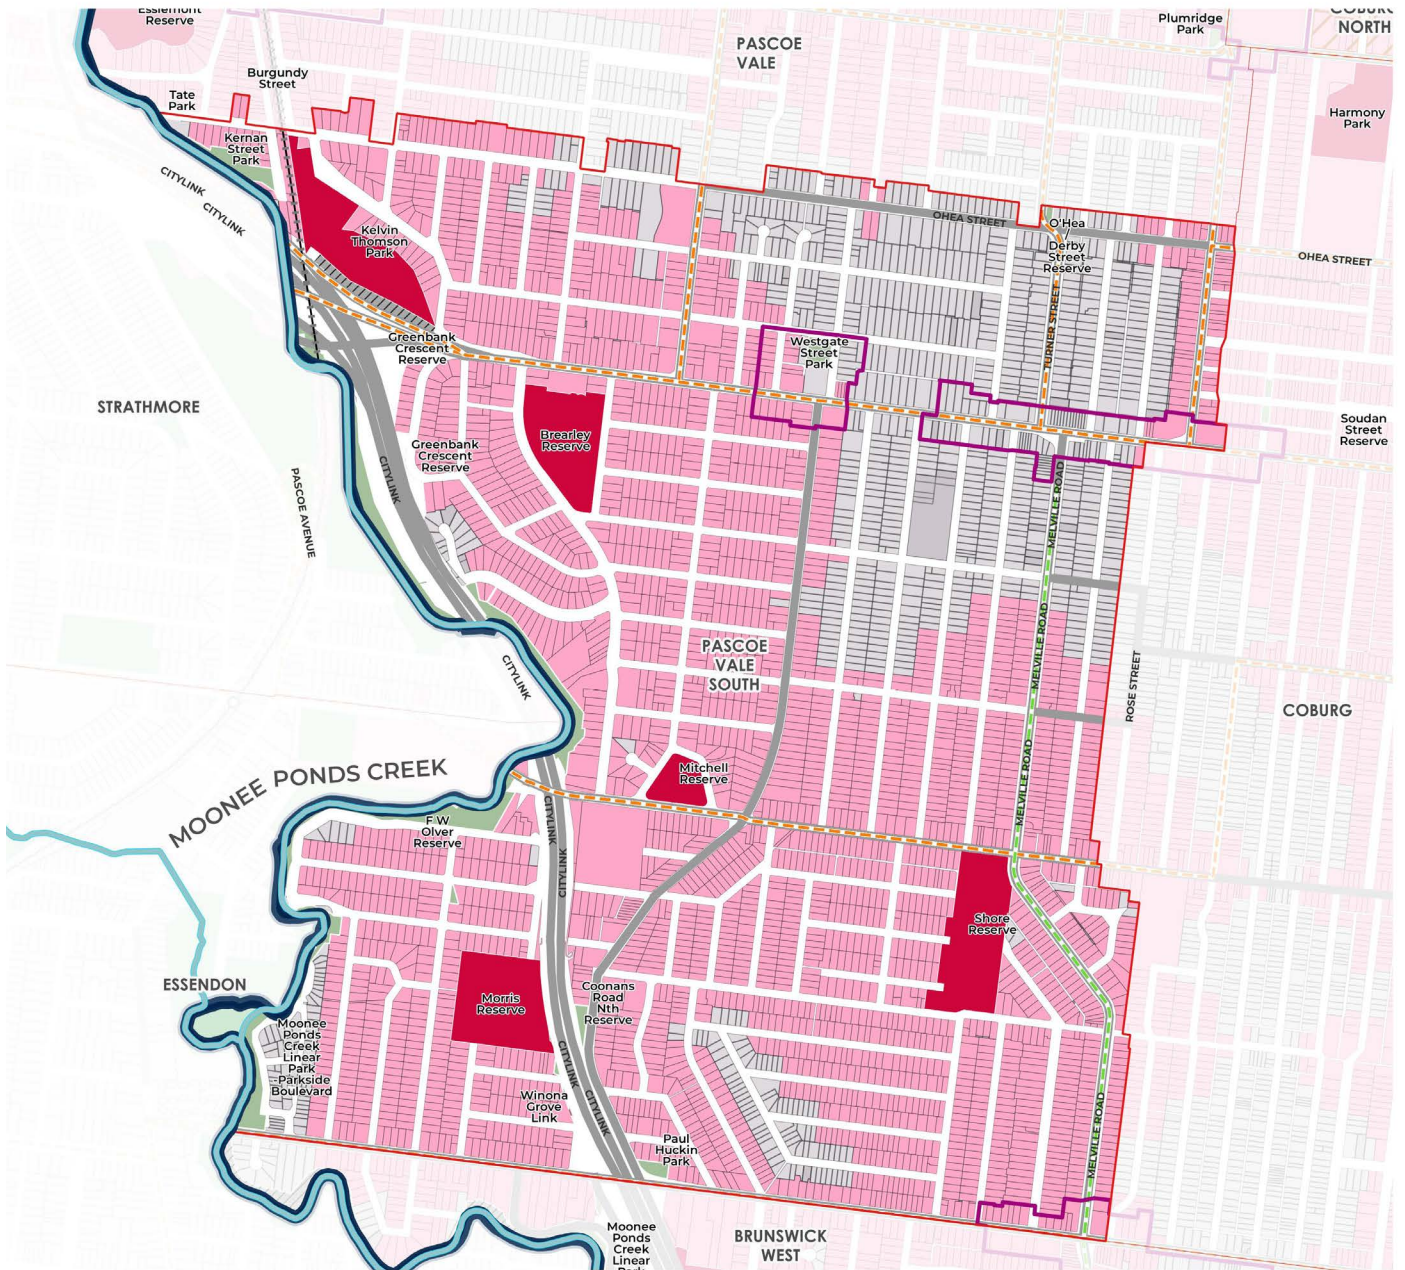 Esslemont
Reserve
Plumridge
Park
COBURG
NORTH
PASCOE
VALE
Burgundy
Street
Tate
Park
Harmony
Park
Kernan
Street
Park
CITYLINK
CITYLINK
OHEA STREET
O'Hea
/
Derby
Street
Reserve
OHEA STREET
Kelvin
Thomson
Park
TURNER STREET
Greenbank
Crescent
Reserve
Westgate
Street
Park
STRATHMORE
Soudan
Street
Reserve
Brearley
Reserve
Greenbank
Crescent
Reserve
CITYLINK
PASCOE AVENUE
MELVILLE ROAD
MELVILLE ROAD
PASCOE
VALE
SOUTH
CITYLINK
ROSE STREET
COBURG
MELVILLE ROAD
MOONEE PONDS CREEK
Mitchell
Reserve
F W
Olver
Reserve
CITYLINK
CITYLINK
Shore
Reserve
ESSENDON
Morris
Reserve
Coonans
Road
Nth
Reserve
Moonee
Ponds
Creek
Linear
Park
-Parkside
Boulevard
CITYLINK
CITYLINK
Winona
Grove
Link
MELVILLE ROAD
Paul
Huckin
Park
Moonee
Ponds
Creek
Linear
Park
BRUNSWICK
WEST